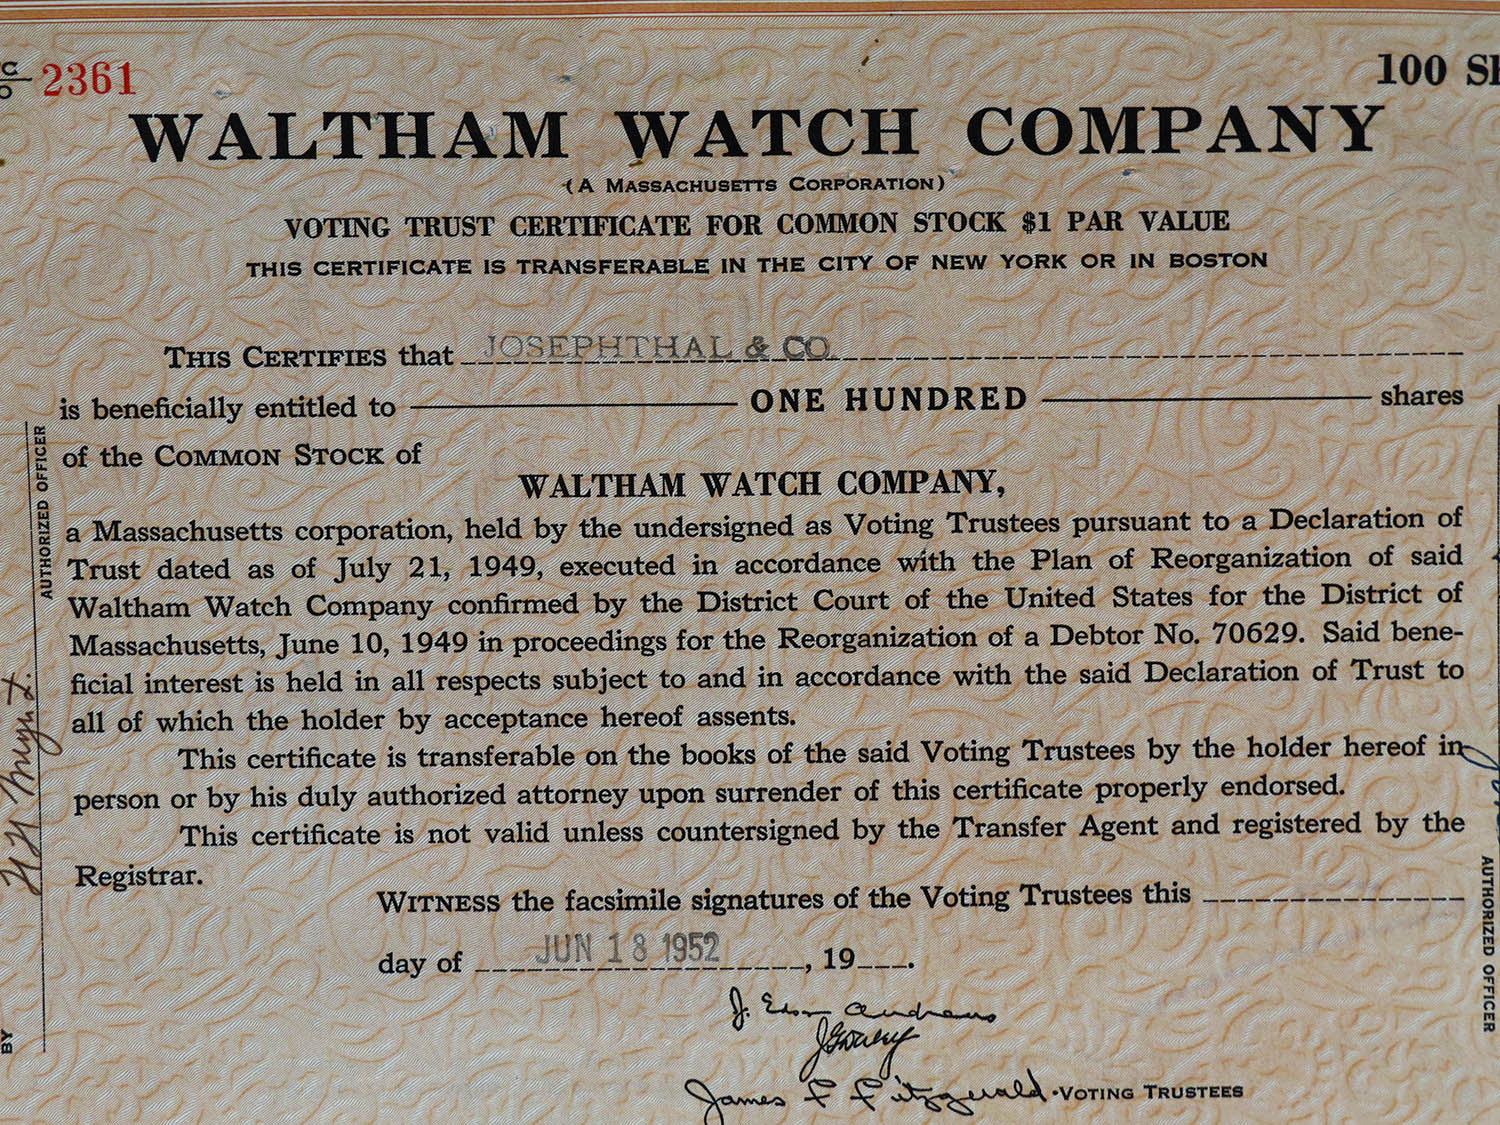 C/O 2361
100 Sh
WALTHAM WATCH COMPANY
(A MASSACHUSETTS CORPORATION)
VOTING TRUST CERTIFICATE FOR COMMON STOCK $1 PAR VALUE
THIS CERTIFICATE IS TRANSFERABLE IN THE CITY OF NEW YORK OR IN BOSTON
THIS CERTIFIES that JOSEPHTHAL & CO.
is beneficially entitled to ONE HUNDRED shares
of the COMMON STOCK of
WALTHAM WATCH COMPANY,
a Massachusetts corporation, held by the undersigned as Voting Trustees pursuant to a Declaration of
Trust dated as of July 21, 1949, executed in accordance with the Plan of Reorganization of said
Waltham Watch Company confirmed by the District Court of the United States for the District of
Massachusetts, June 10, 1949 in proceedings for the Reorganization of a Debtor No. 70629. Said bene-
ficial interest is held in all respects subject to and in accordance with the said Declaration of Trust to
all of which the holder by acceptance hereof assents.
This certificate is transferable on the books of the said Voting Trustees by the holder hereof in
person or by his duly authorized attorney upon surrender of this certificate properly endorsed.
This certificate is not valid unless countersigned by the Transfer Agent and registered by the
Registrar.
WITNESS the facsimile signatures of the Voting Trustees this
day of JUN 18 1952, 19__.
J. Andrews
James F Fitzgerald VOTING TRUSTEES
BY
AUTHORIZED OFFICER
AUTHORIZED OFFICER